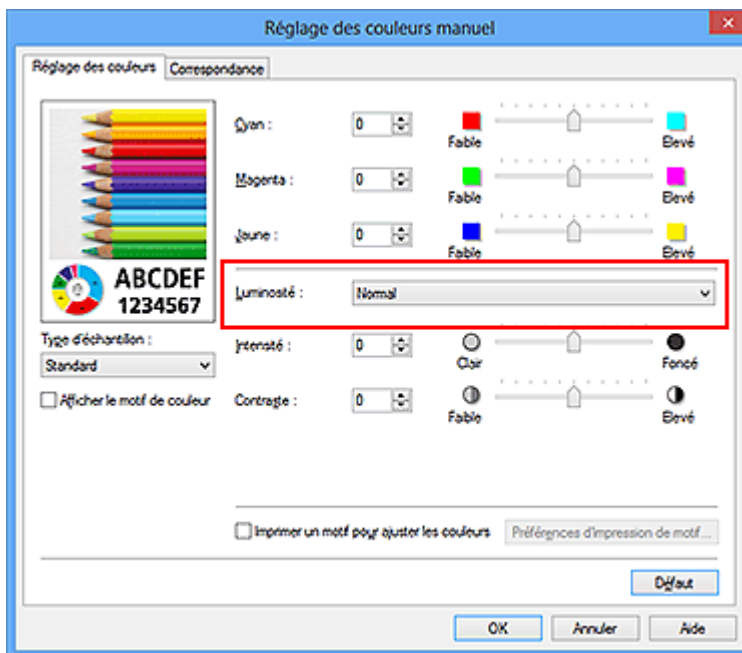 Réglage des couleurs manuel
Réglage des couleurs
Correspondance
Cyan :
0
Faible
Elevé
Magenta :
0
Faible
Elevé
Jaune :
0
Faible
Elevé
ABCDEF
1234567
Luminosité :
Normal
Type d'échantillon :
Standard
Afficher le motif de couleur
Intensité :
0
Clair
Foncé
Contraste :
0
Faible
Elevé
Imprimer un motif pour ajuster les couleurs
Préférences d'impression de motif...
Défaut
OK
Annuler
Aide